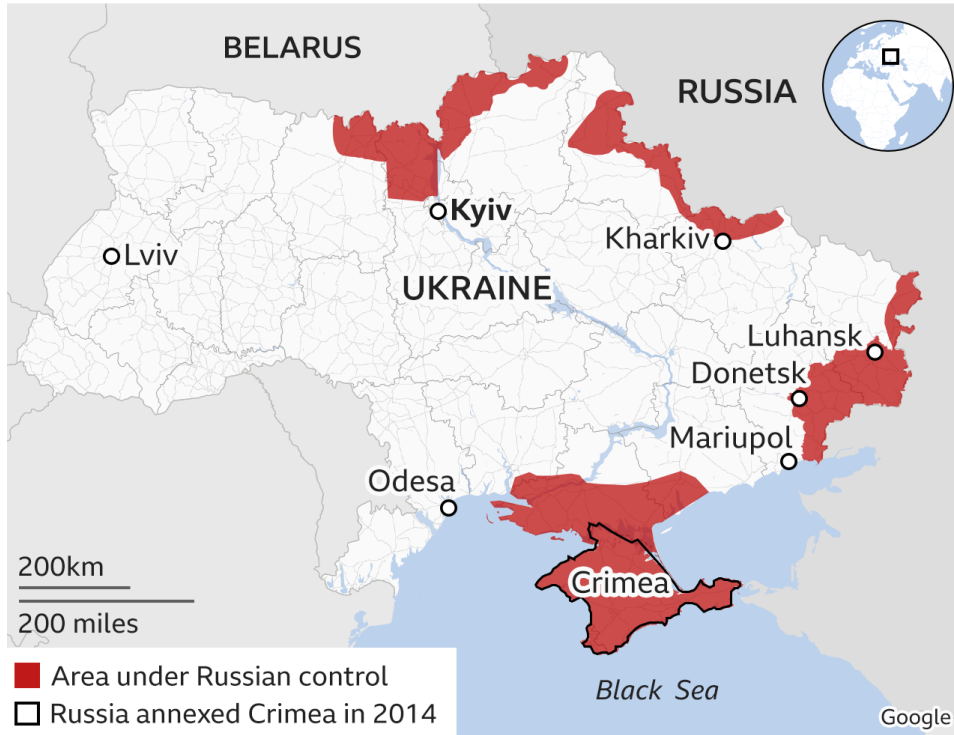 BELARUS
RUSSIA
Kyiv
Lviv
Kharkiv
UKRAINE
Luhansk
Donetsk
Mariupol
Odesa
200km
200 miles
Crimea
Area under Russian control
Russia annexed Crimea in 2014
Black Sea
Google